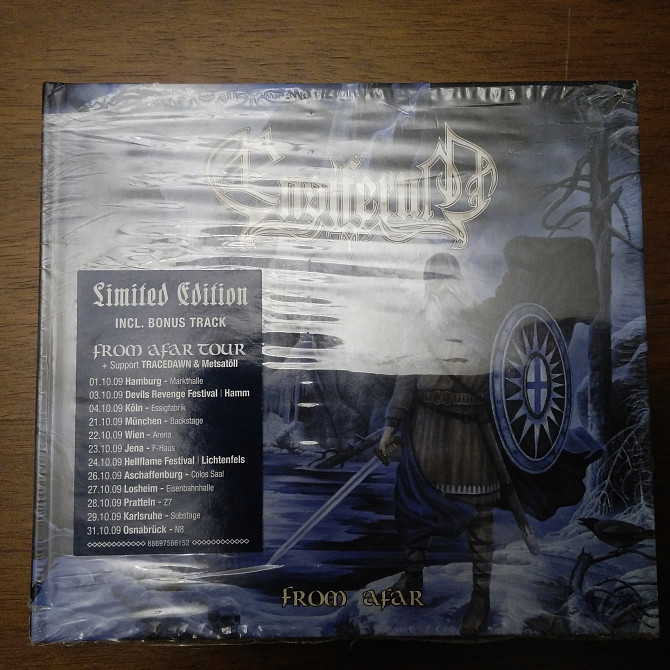 Ensiferum
Limited Edition
INCL. BONUS TRACK
FROM AFAR TOUR
+ Support TRACEDAWN & Metsatöll
01.10.09 Hamburg - Markthalle
03.10.09 Devils Revenge Festival | Hamm
04.10.09 Köln - Essigfabrik
21.10.09 München - Backstage
22.10.09 Wien - Arena
23.10.09 Jena - F-Haus
24.10.09 Hellflame Festival | Lichtenfels
26.10.09 Aschaffenburg - Colos Saal
27.10.09 Losheim - Eisenbahnhalle
28.10.09 Pratteln - Z7
29.10.09 Karlsruhe - Substage
31.10.09 Osnabrück - N8
88697566152
FROM AFAR